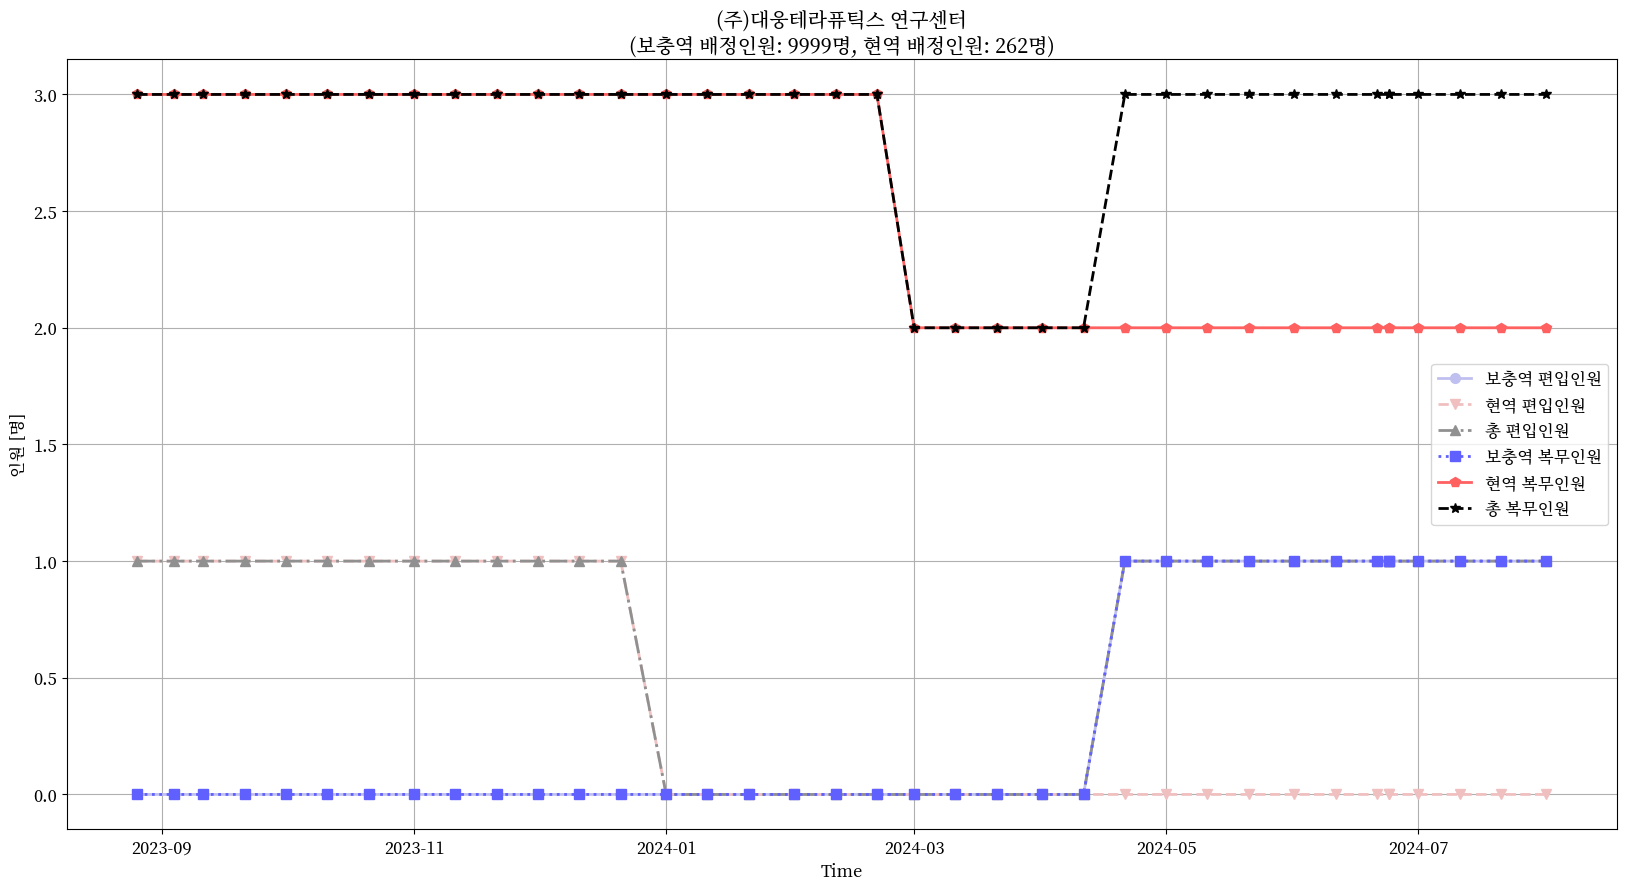 (주)대웅테라퓨틱스 연구센터
(보충역 배정인원: 9999명, 현역 배정인원: 262명)
인원 [명]
3.0
2.5
2.0
1.5
1.0
0.5
0.0
보충역 편입인원
현역 편입인원
총 편입인원
보충역 복무인원
현역 복무인원
총 복무인원
2023-09
2023-11
2024-01
2024-03
2024-05
2024-07
Time